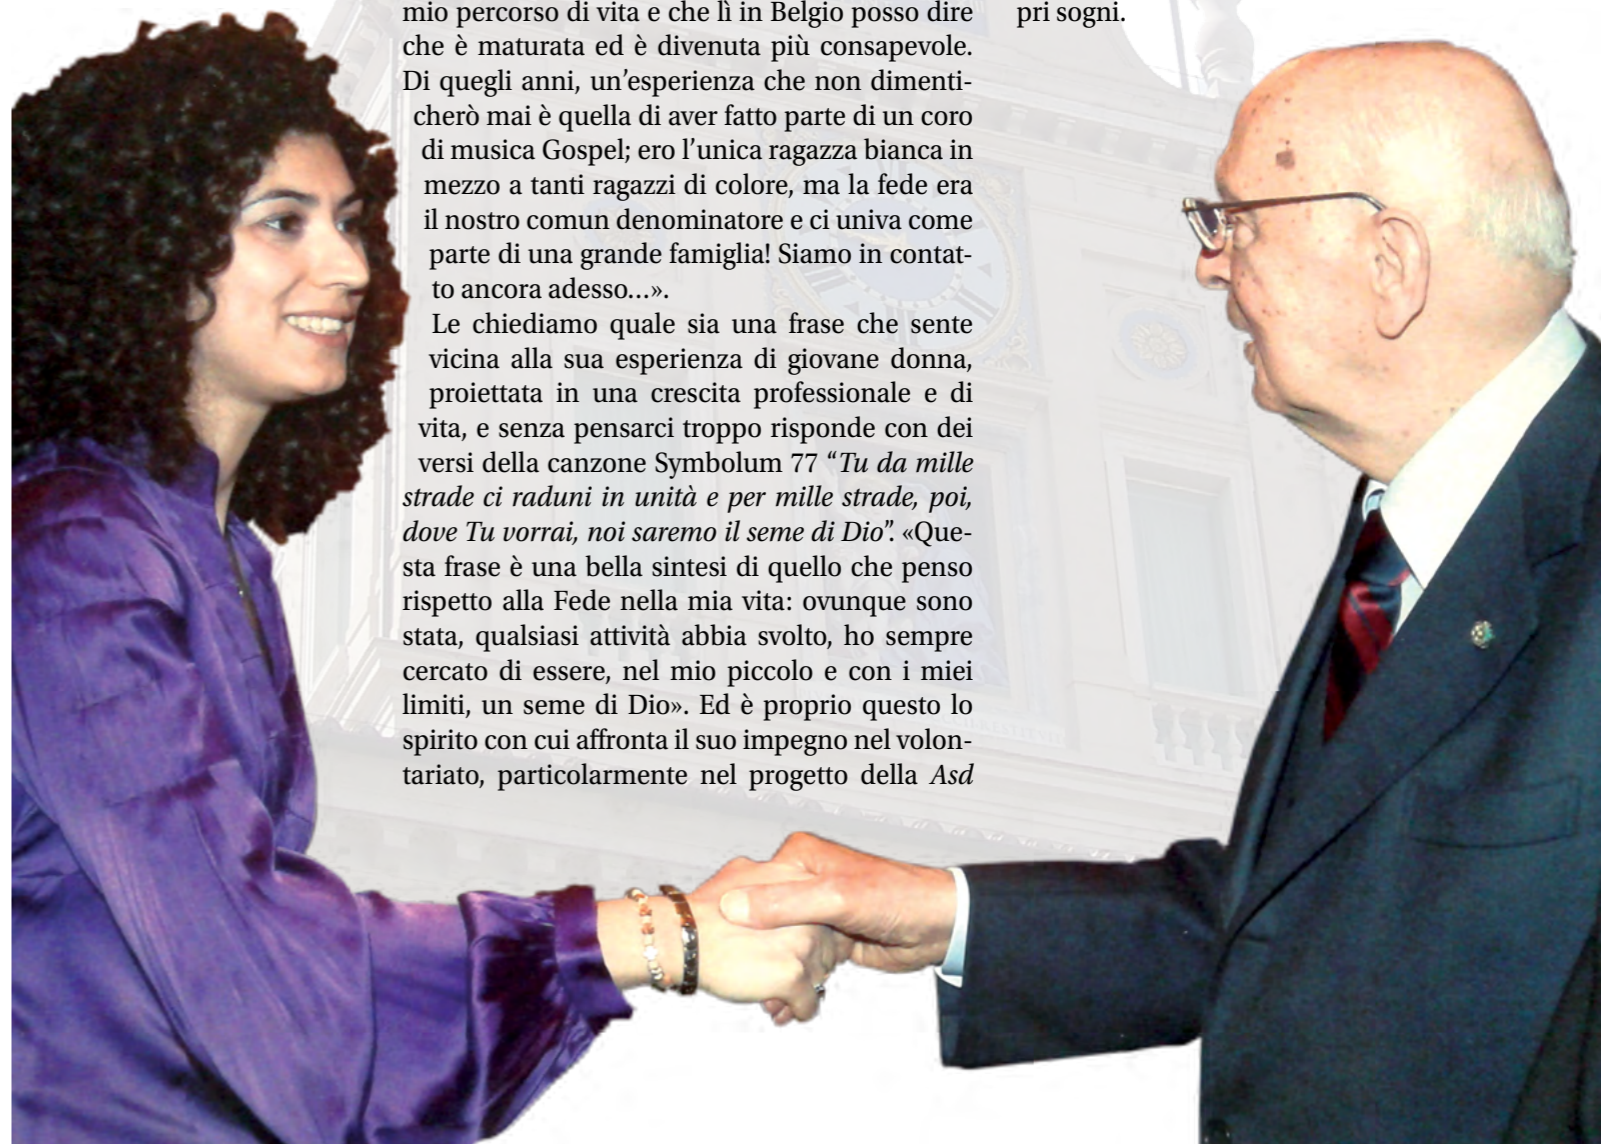 mio percorso di vita e che lì in Belgio posso dire
che è maturata ed è divenuta più consapevole.
Di quegli anni, un'esperienza che non dimenti-
cherò mai è quella di aver fatto parte di un coro
di musica Gospel; ero l'unica ragazza bianca in
mezzo a tanti ragazzi di colore, ma la fede era
il nostro comun denominatore e ci univa come
parte di una grande famiglia! Siamo in contat-
to ancora adesso...».
Le chiediamo quale sia una frase che sente
vicina alla sua esperienza di giovane donna,
proiettata in una crescita professionale e di
vita, e senza pensarci troppo risponde con dei
versi della canzone Symbolum 77 “Tu da mille
strade ci raduni in unità e per mille strade, poi,
dove Tu vorrai, noi saremo il seme di Dio”. «Que-
sta frase è una bella sintesi di quello che penso
rispetto alla Fede nella mia vita: ovunque sono
stata, qualsiasi attività abbia svolto, ho sempre
cercato di essere, nel mio piccolo e con i miei
limiti, un seme di Dio». Ed è proprio questo lo
spirito con cui affronta il suo impegno nel volon-
tariato, particolarmente nel progetto della Asd
pri sogni.